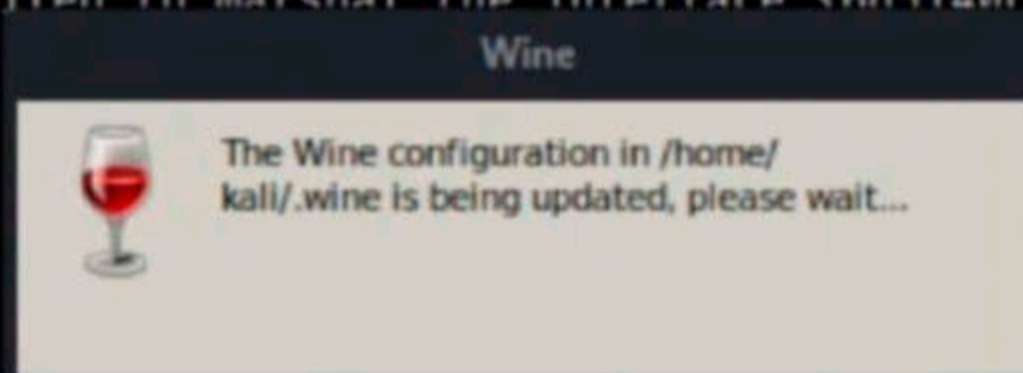 Wine
The Wine configuration in /home/
kali/.wine is being updated, please wait...